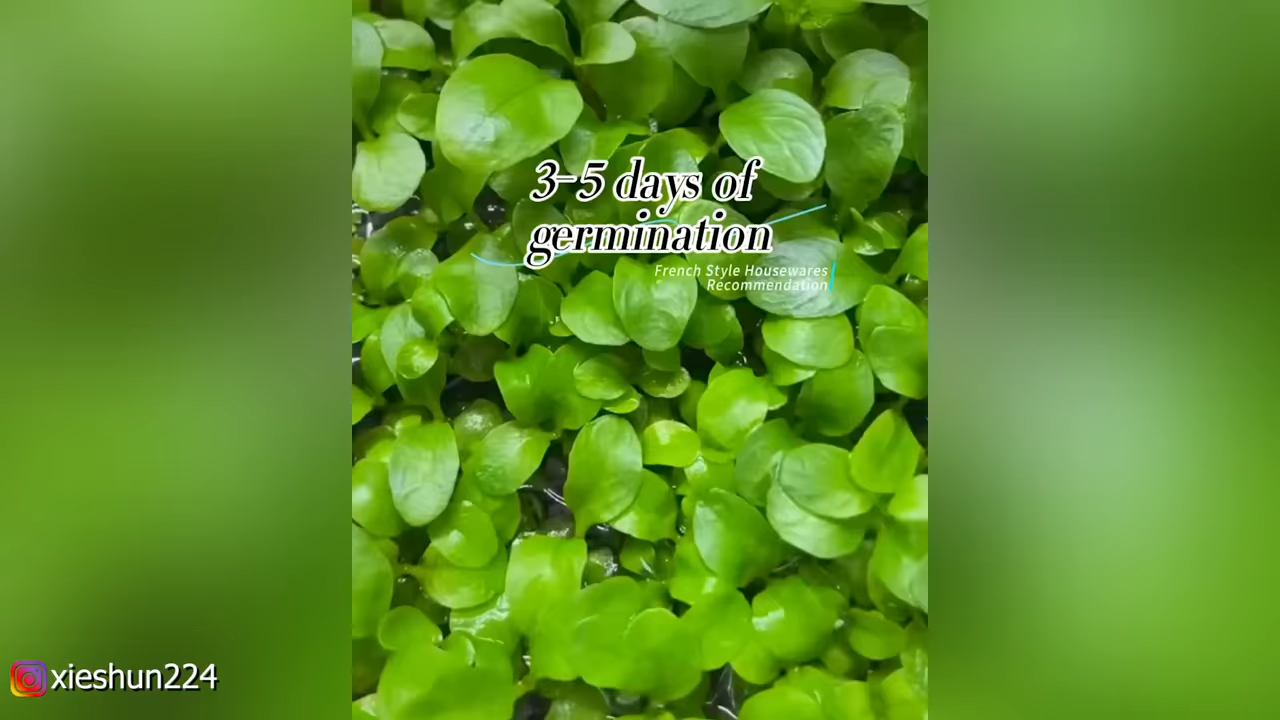 3-5 days of
germination
French Style Housewares
Recommendation
xieshun224